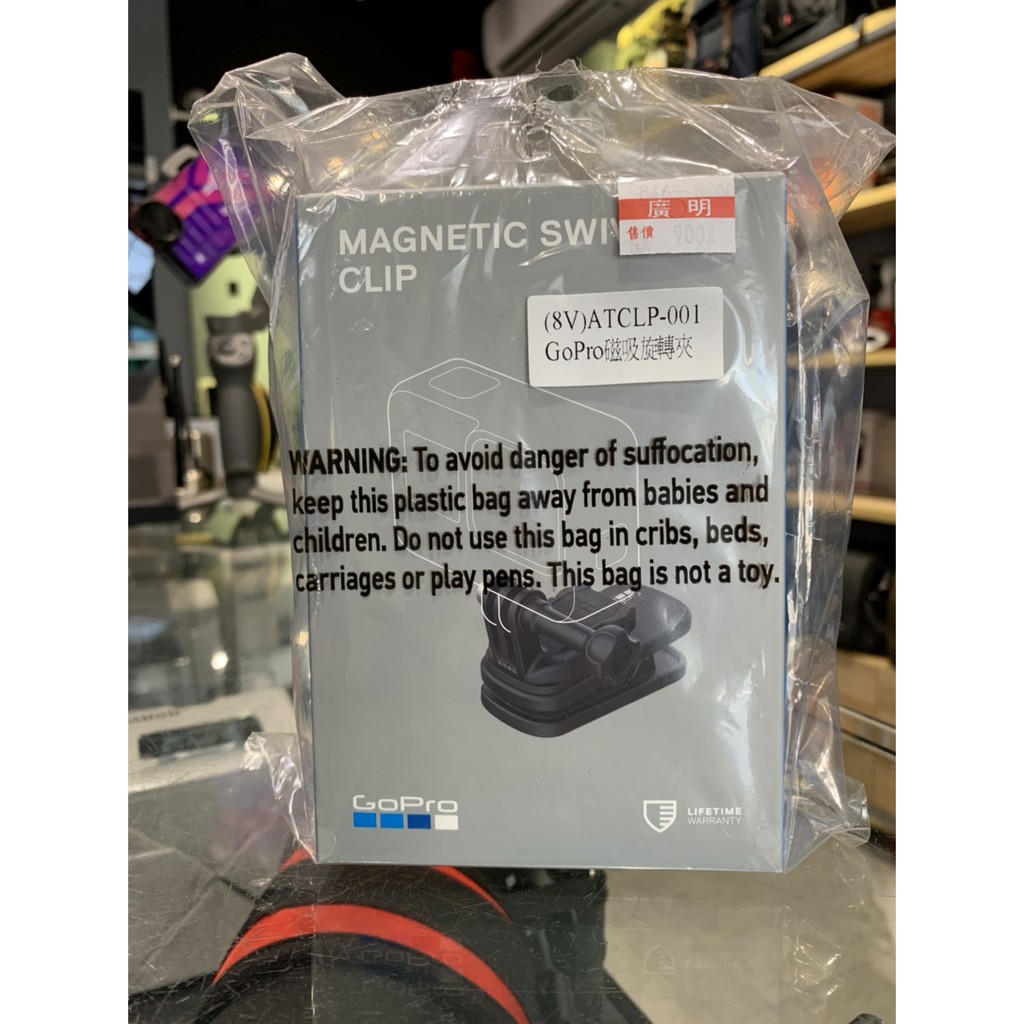 廣 明
售價 900
MAGNETIC SWI
CLIP
(8V)ATCLP-001
GoPro磁吸旋轉夾
WARNING: To avoid danger of suffocation,
keep this plastic bag away from babies and
children. Do not use this bag in cribs, beds,
carriages or play pens. This bag is not a toy.
GoPro
LIFETIME
WARRANTY